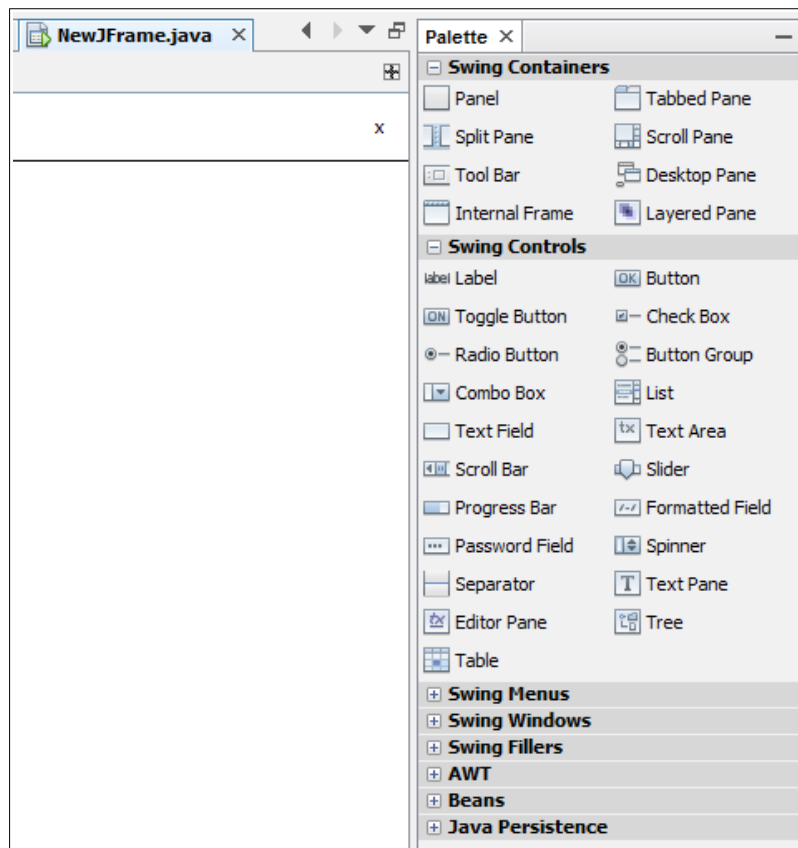 NewJFrame.java
x
Palette
Swing Containers
Panel Tabbed Pane
Split Pane Scroll Pane
Tool Bar Desktop Pane
Internal Frame Layered Pane
Swing Controls
label Label OK Button
ON Toggle Button Check Box
Radio Button Button Group
Combo Box List
Text Field tx Text Area
Scroll Bar Slider
Progress Bar Formatted Field
Password Field Spinner
Separator T Text Pane
tx Editor Pane Tree
Table
Swing Menus
Swing Windows
Swing Fillers
AWT
Beans
Java Persistence